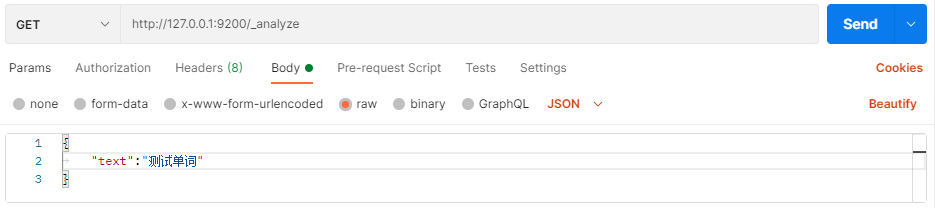 GET http://127.0.0.1:9200/_analyze Send
Params Authorization Headers (8) Body Pre-request Script Tests Settings Cookies
none form-data x-www-form-urlencoded raw binary GraphQL JSON Beautify
1 {
2 "text":"测试单词"
3 }